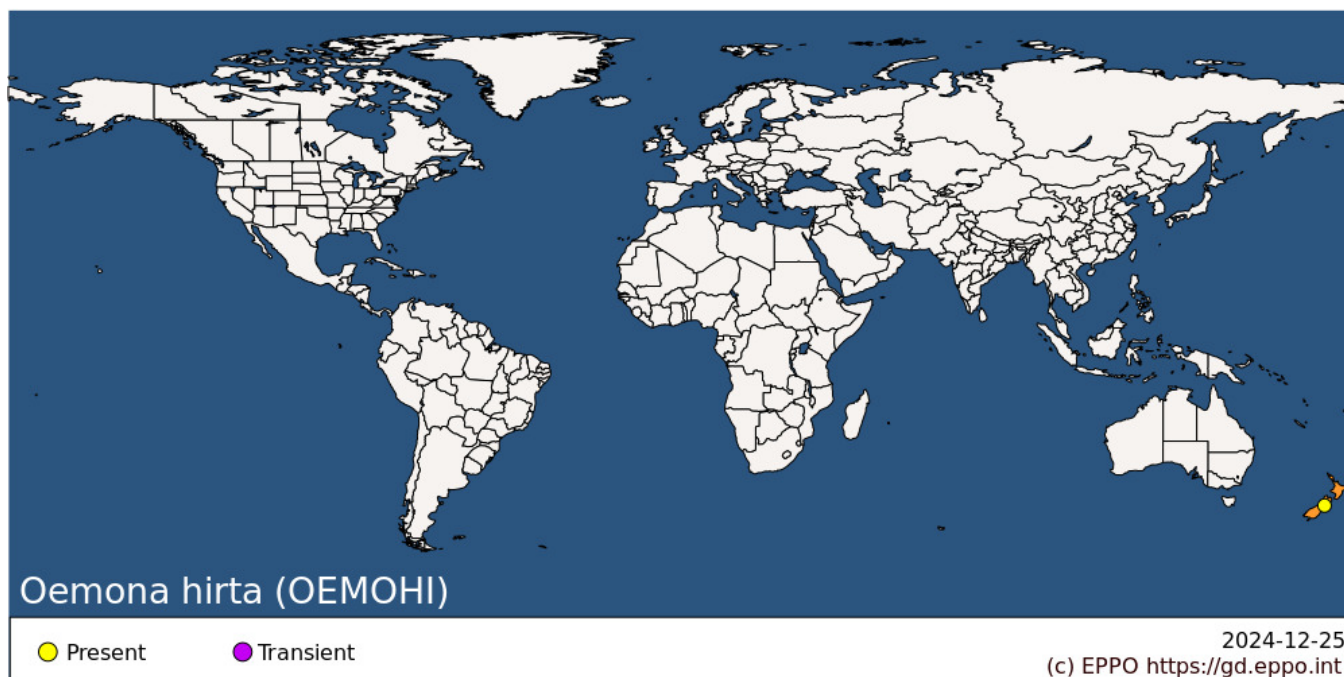 Oemona hirta (OEMOHI)
Present
Transient
2024-12-25
(c) EPPO https://gd.eppo.int